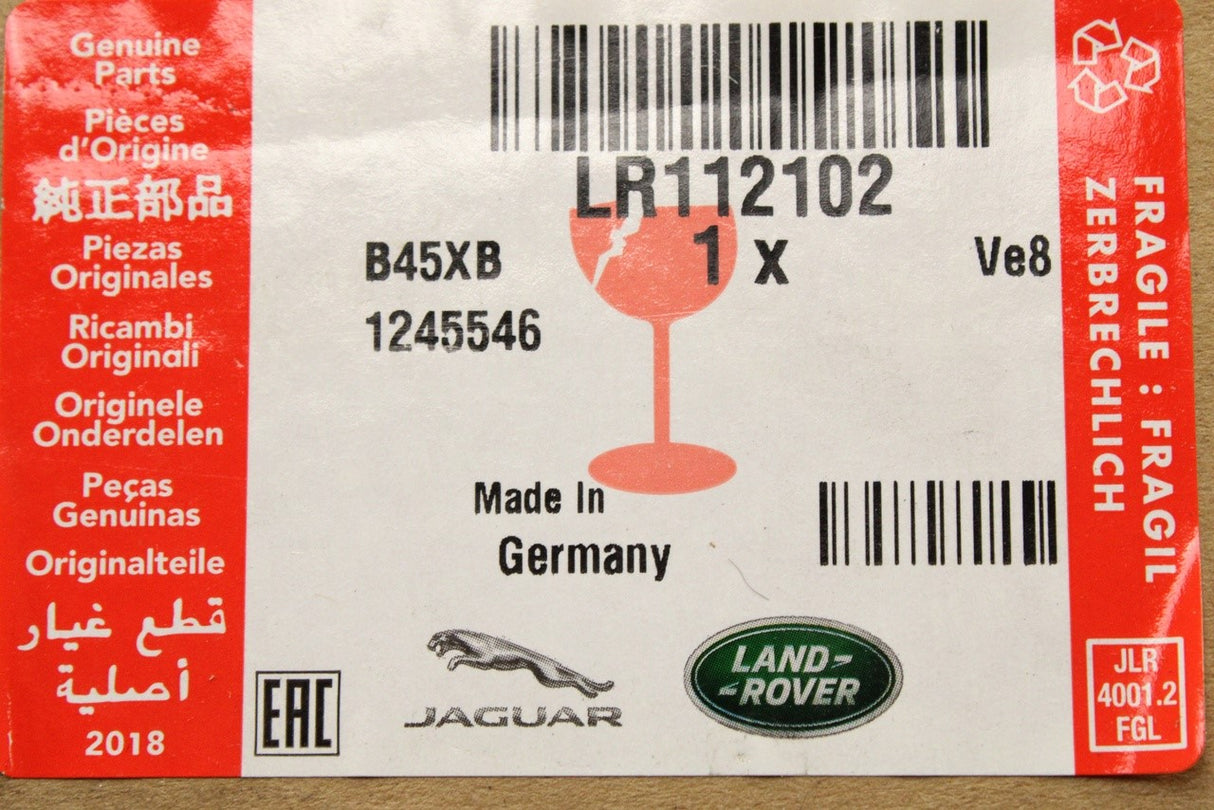 Genuine
Parts
Pièces
d'Origine
純正部品
Piezas
Originales
Ricambi
Originali
Originele
Onderdelen
Peças
Genuinas
Originalteile
قطع غيار
أصلية
2018
LR112102
1 x
B45XB
Ve8
1245546
Made In
Germany
EAC
JAGUAR
LAND-
-ROVER
FRAGILE : FRAGIL
ZERBRECHLICH
JLR
4001.2
FGL